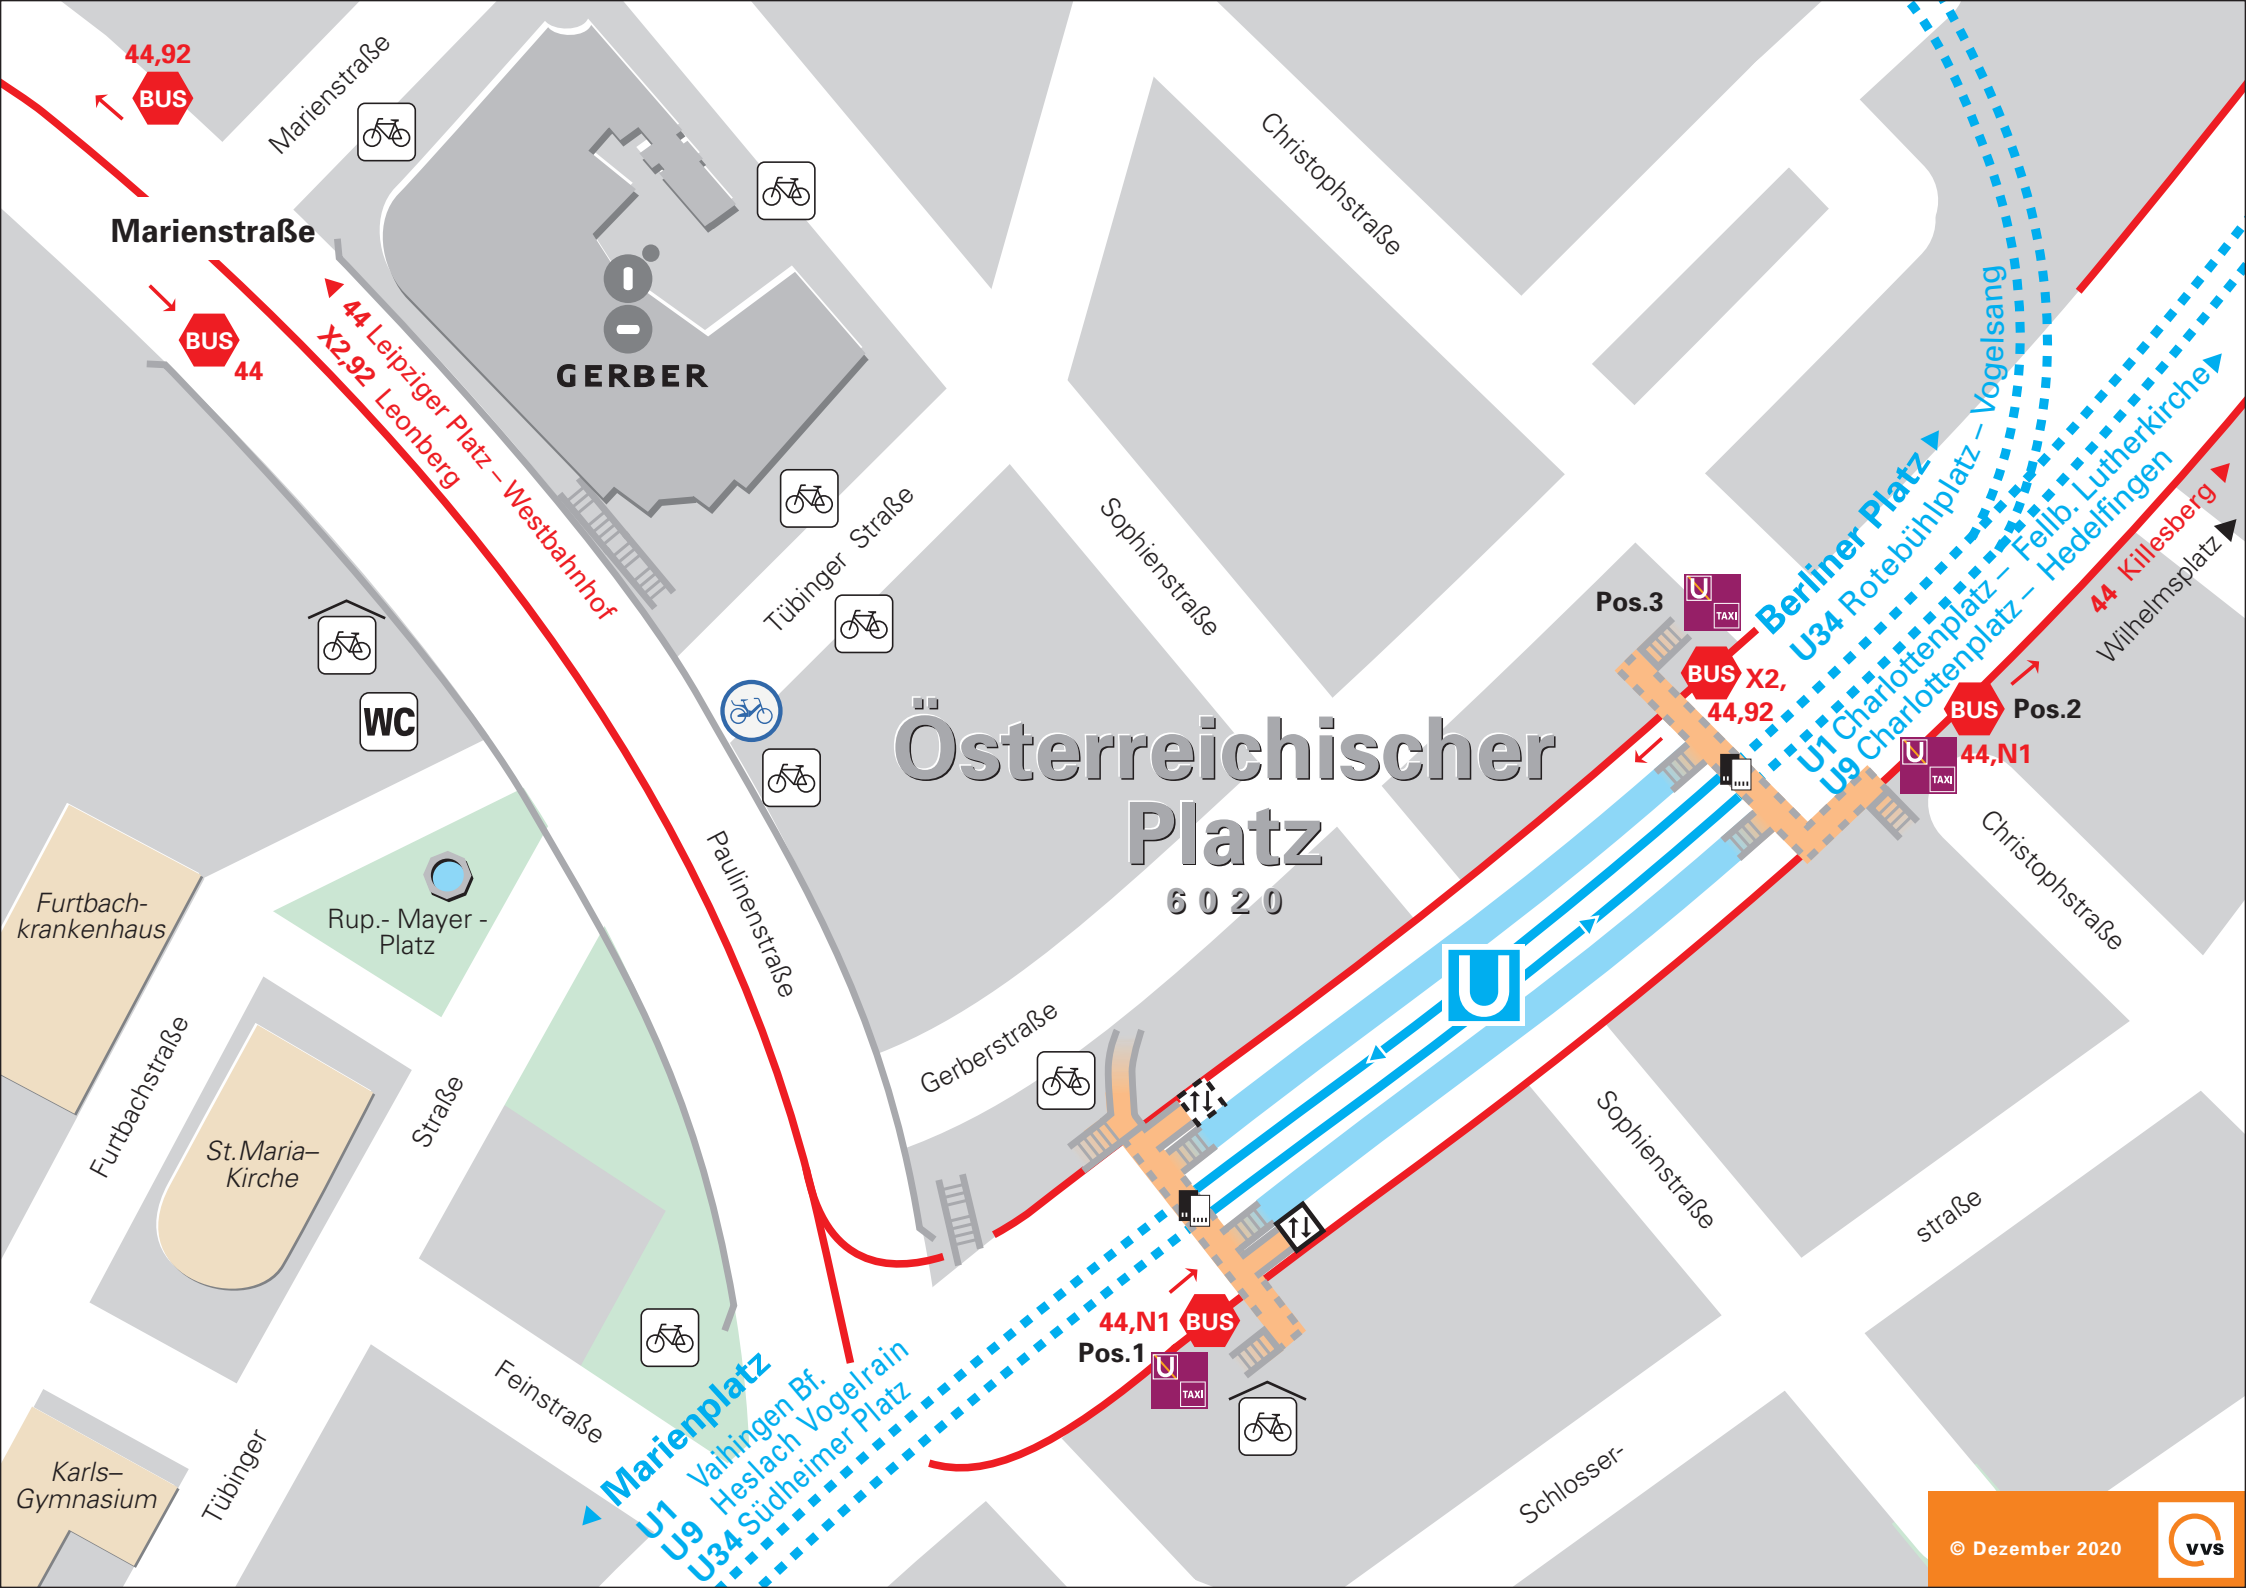 44,92
BUS
Marienstraße
Marienstraße
BUS
44
44 Leipziger Platz – Westbahnhof
X2,92 Leonberg
GERBER
Christophstraße
Sophienstraße
Tübinger Straße
WC
Österreichischer
Platz
6020
Paulinenstraße
Gerberstraße
Furtbach-
krankenhaus
Rup.- Mayer -
Platz
Furtbachstraße
St.Maria–
Kirche
Straße
Tübinger
Karls–
Gymnasium
Feinstraße
Marienplatz
U1 Vaihingen Bf.
U9 Heslach Vogelrain
U34 Südheimer Platz
44,N1
BUS
Pos.1
U
TAXI
U
Pos.3
U
TAXI
BUS
X2,
44,92
Berliner Platz
U34 Rotebühlplatz – Vogelsang
U1 Charlottenplatz – Fellb. Lutherkirche
U9 Charlottenplatz – Hedelfingen
44 Killesberg
Wilhelmsplatz
BUS
Pos.2
U
TAXI
44,N1
Christophstraße
Sophienstraße
Schlosser-
straße
© Dezember 2020
VVS